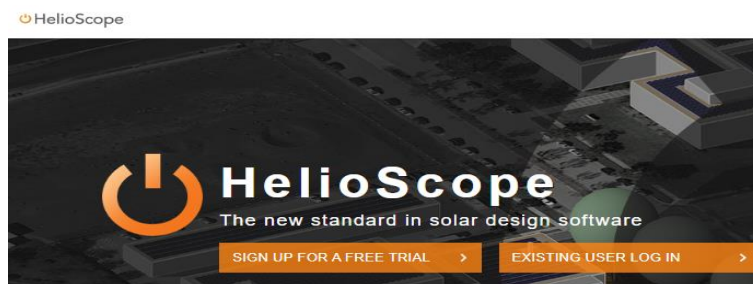 HelioScope
HelioScope
The new standard in solar design software
SIGN UP FOR A FREE TRIAL >
EXISTING USER LOG IN >